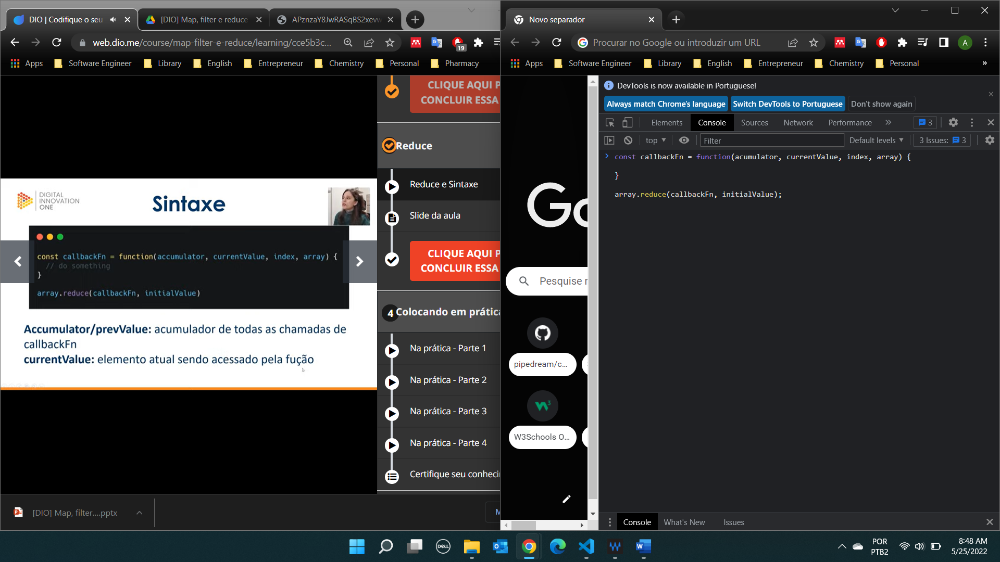 DIO | Codifique o seu
[DIO] Map, filter e reduce
APznzaY8JwRASqBS2xevw
web.dio.me/course/map-filter-e-reduce/learning/cce5b3c...
19
Apps
Software Engineer
Library
English
Entrepreneur
Chemistry
Personal
Pharmacy
DIGITAL
INNOVATION
ONE
Sintaxe
const callbackFn = function(accumulator, currentValue, index, array) {
// do something
}
array.reduce(callbackFn, initialValue)
Accumulator/prevValue: acumulador de todas as chamadas de
callbackFn
currentValue: elemento atual sendo acessado pela fução
CLIQUE AQUI P
CONCLUIR ESSA
Reduce
Reduce e Sintaxe
Slide da aula
CLIQUE AQUI P
CONCLUIR ESSA
4 Colocando em prática
Na prática - Parte 1
Na prática - Parte 2
Na prática - Parte 3
Na prática - Parte 4
Certifique seu conheci
[DIO] Map, filter....pptx
M
Novo separador
Procurar no Google ou introduzir um URL
A
Apps
Software Engineer
Library
English
Entrepreneur
Chemistry
Personal
»
Go
Pesquise
pipedream/c...
W3Schools O...
DevTools is now available in Portuguese!
Always match Chrome's language
Switch DevTools to Portuguese
Don't show again
Elements
Console
Sources
Network
Performance
»
3
top
Filter
Default levels
3 Issues:
3
const callbackFn = function(acumulator, currentValue, index, array) {
}
array.reduce(callbackFn, initialValue);
Console
What's New
Issues
DELL
POR
PTB2
8:48 AM
5/25/2022